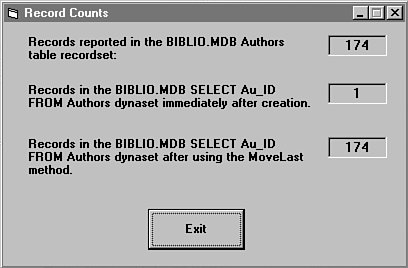 Record Counts
Records reported in the BIBLIO.MDB Authors
table recordset:
174
Records in the BIBLIO.MDB SELECT Au_ID
FROM Authors dynaset immediately after creation.
1
Records in the BIBLIO.MDB SELECT Au_ID
FROM Authors dynaset after using the MoveLast
method.
174
Exit